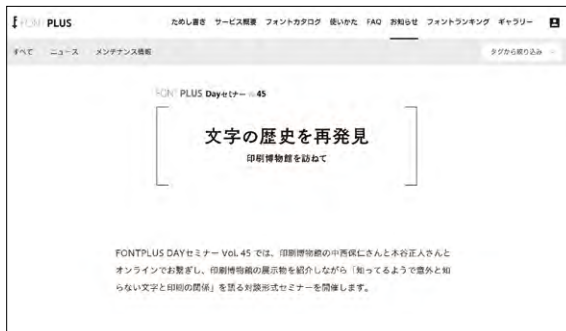 FONTPLUS
ためし書き サービス概要 フォントカタログ 使いかた FAQ お知らせ フォントランキング ギャラリー
すべて ニュース メンテナンス情報 タグから絞り込み
FONTPLUS Dayセミナー Vol. 45
文字の歴史を再発見
印刷博物館を訪ねて
FONTPLUS DAYセミナー Vol. 45 では、印刷博物館の中西保仁さんと木谷正人さんと
オンラインでお繋ぎし、印刷博物館の展示物を紹介しながら「知ってるようで意外と知
らない文字と印刷の関係」を語る対談形式セミナーを開催します。